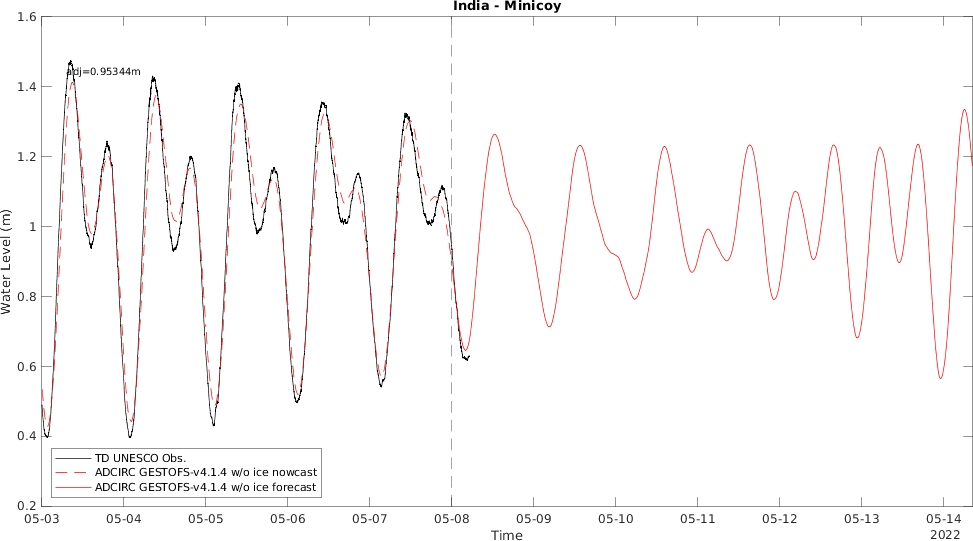 India - Minicoy
1.6
1.4
1.2
1
0.8
0.6
0.4
0.2
Water Level (m)
adj=0.95344m
TD UNESCO Obs.
ADCIRC GESTOFS-v4.1.4 w/o ice nowcast
ADCIRC GESTOFS-v4.1.4 w/o ice forecast
05-03 05-04 05-05 05-06 05-07 05-08 05-09 05-10 05-11 05-12 05-13 05-14
2022
Time